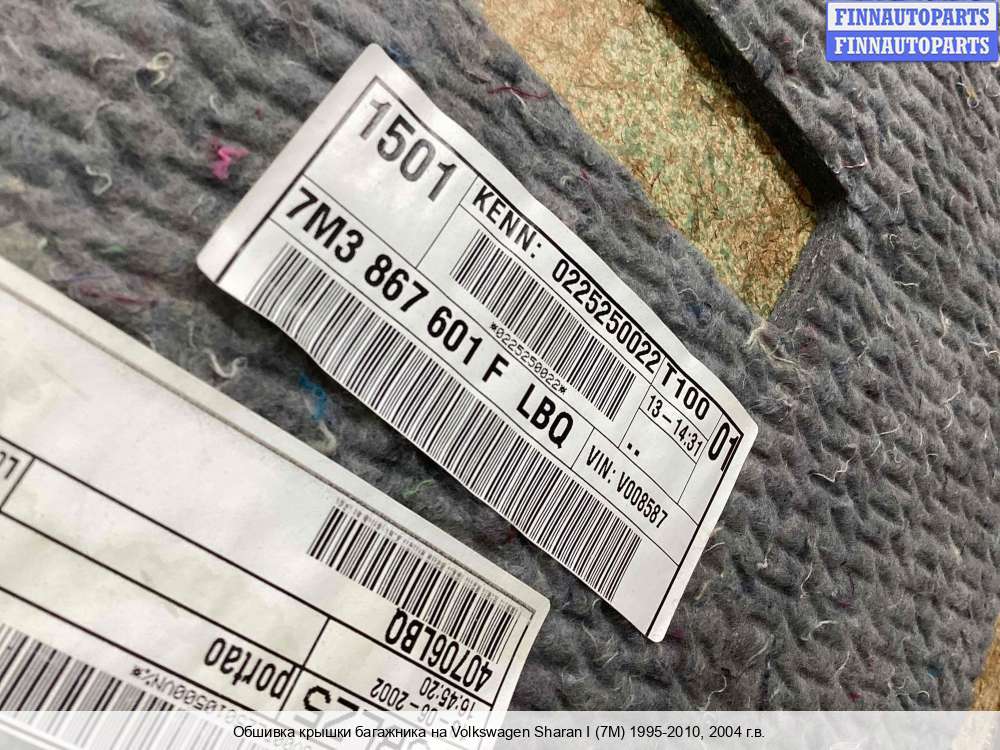 FINNAUTOPARTS
FINNAUTOPARTS
1501
KENN: 0225250022
T100
01
*0225250022*
13-14:31
7M3 867 601 F LBQ
VIN: V008587
40706LBQ
16:45:20
2002
portao
Обшивка крышки багажника на Volkswagen Sharan I (7M) 1995-2010, 2004 г.в.